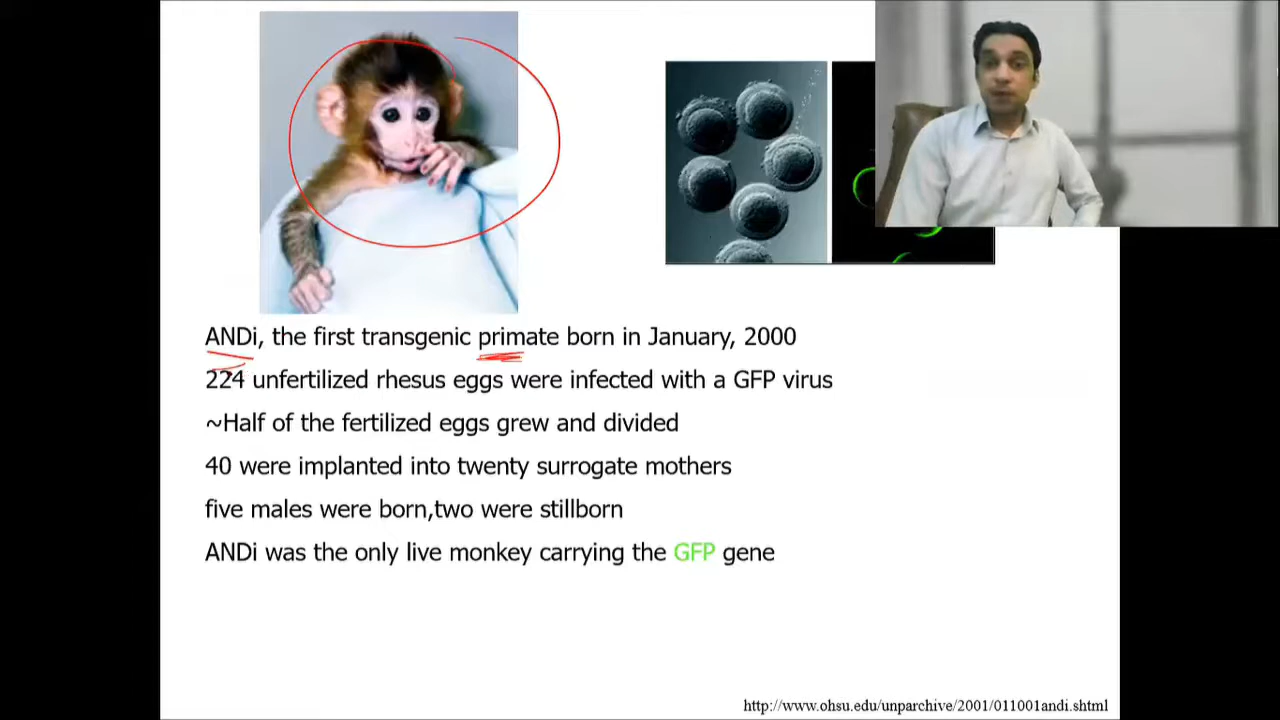 ANDi, the first transgenic primate born in January, 2000
224 unfertilized rhesus eggs were infected with a GFP virus
~Half of the fertilized eggs grew and divided
40 were implanted into twenty surrogate mothers
five males were born,two were stillborn
ANDi was the only live monkey carrying the GFP gene
http://www.ohsu.edu/unparchive/2001/011001andi.shtml